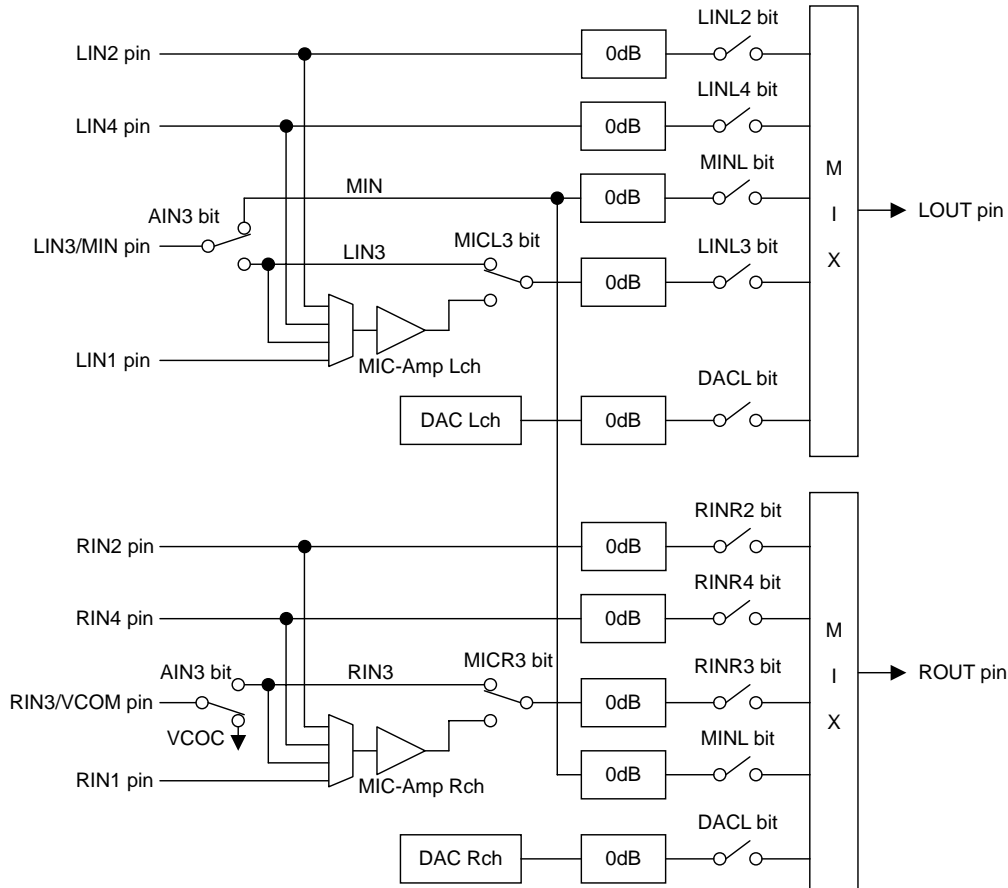 LIN2 pin
0dB
LINL2 bit
LIN4 pin
0dB
LINL4 bit
MIN
0dB
MINL bit
AIN3 bit
LIN3/MIN pin
LIN3
MICL3 bit
0dB
LINL3 bit
LIN1 pin
MIC-Amp Lch
DAC Lch
0dB
DACL bit
M
I
X
LOUT pin
RIN2 pin
0dB
RINR2 bit
RIN4 pin
0dB
RINR4 bit
AIN3 bit
RIN3/VCOM pin
VCOC
RIN3
MICR3 bit
0dB
RINR3 bit
RIN1 pin
MIC-Amp Rch
0dB
MINL bit
DAC Rch
0dB
DACL bit
M
I
X
ROUT pin